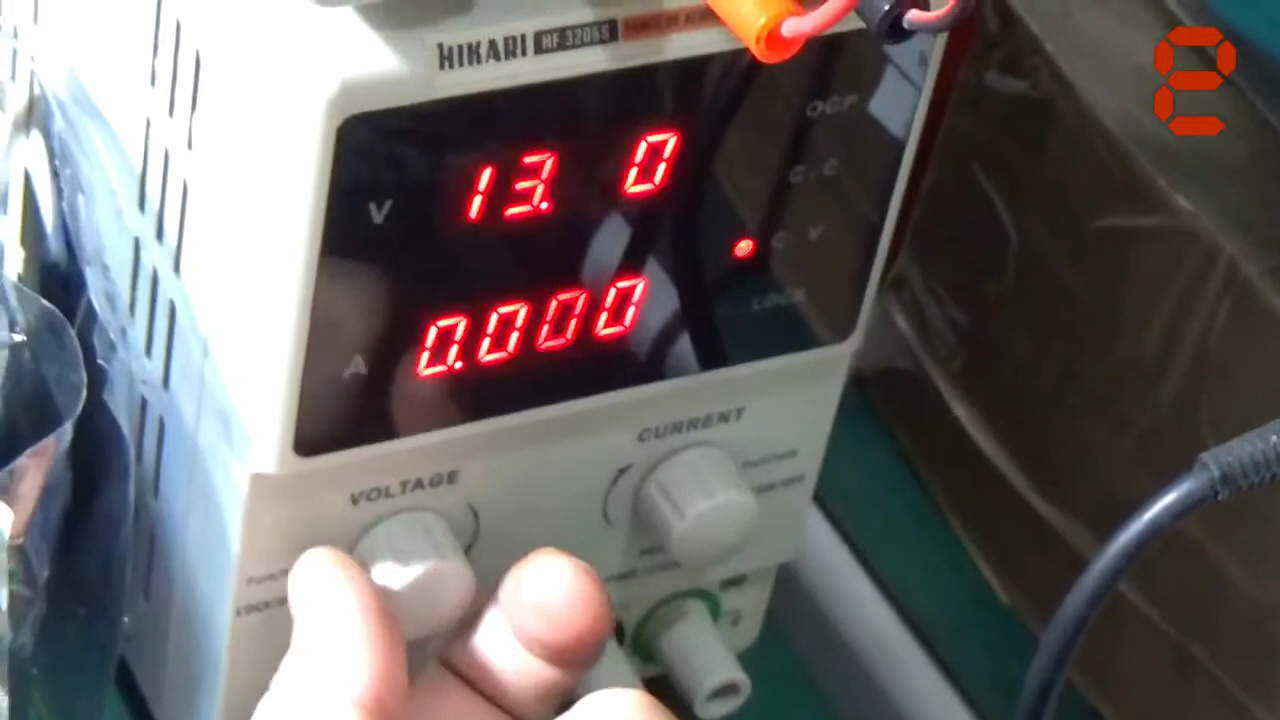 HIKARI HF-3205S
OCP
C.C
V 13. 0
C.V
LOCK
A 0.000
CURRENT
VOLTAGE
e